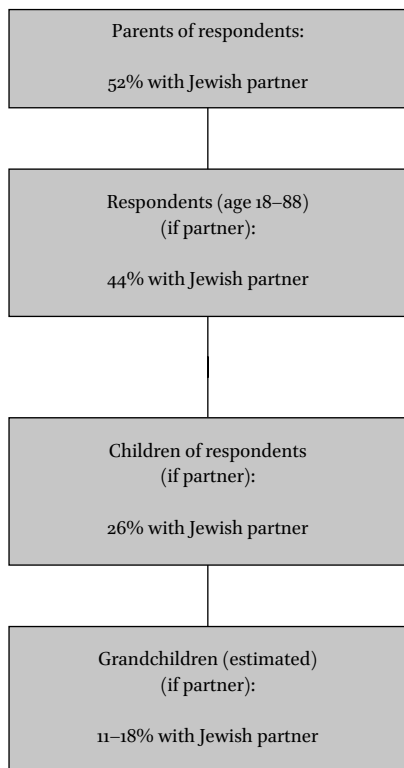 Parents of respondents:
52% with Jewish partner
Respondents (age 18–88)
(if partner):
44% with Jewish partner
Children of respondents
(if partner):
26% with Jewish partner
Grandchildren (estimated)
(if partner):
11–18% with Jewish partner